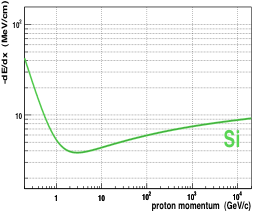 -dE/dx (MeV/cm)
10²
10
Si
1 10 10² 10³ 10⁴
proton momentum (GeV/c)